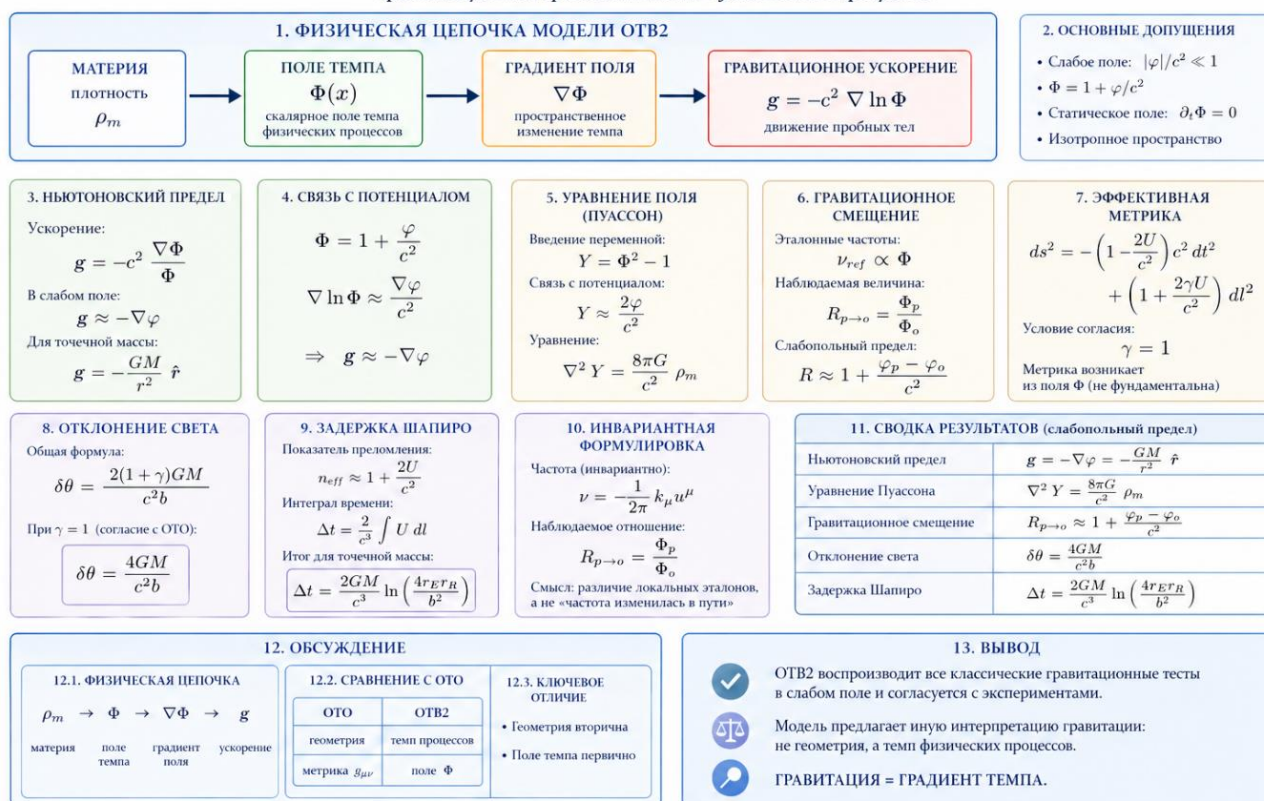 1. ФИЗИЧЕСКАЯ ЦЕПОЧКА МОДЕЛИ ОТВ2
МАТЕРИЯ
плотность
ρ_m
ПОЛЕ ТЕМПА
Φ(x)
скалярное поле темпа
физических процессов
ГРАДИЕНТ ПОЛЯ
∇Φ
пространственное
изменение темпа
ГРАВИТАЦИОННОЕ УСКОРЕНИЕ
g = −c² ∇ ln Φ
движение пробных тел
2. ОСНОВНЫЕ ДОПУЩЕНИЯ
• Слабое поле: |φ|/c² ≪ 1
• Φ = 1 + φ/c²
• Статическое поле: ∂_tΦ = 0
• Изотропное пространство
3. НЬЮТОНОВСКИЙ ПРЕДЕЛ
Ускорение:
g = −c² ∇Φ/Φ
В слабом поле:
g ≈ −∇φ
Для точечной массы:
g = −GM/r² r̂
4. СВЯЗЬ С ПОТЕНЦИАЛОМ
Φ = 1 + φ/c²
∇ ln Φ ≈ ∇φ/c²
⇒ g ≈ −∇φ
5. УРАВНЕНИЕ ПОЛЯ
(ПУАССОН)
Введение переменной:
Y = Φ² − 1
Связь с потенциалом:
Y ≈ 2φ/c²
Уравнение:
∇² Y = 8πG/c² ρ_m
6. ГРАВИТАЦИОННОЕ
СМЕЩЕНИЕ
Эталонные частоты:
ν_ref ∝ Φ
Наблюдаемая величина:
R_p→o = Φ_p/Φ_o
Слабопольный предел:
R ≈ 1 + (φ_p − φ_o)/c²
7. ЭФФЕКТИВНАЯ
МЕТРИКА
ds² = −(1 − 2U/c²) c² dt²
+ (1 + 2γU/c²) dl²
Условие согласия:
γ = 1
Метрика возникает
из поля Φ (не фундаментальна)
8. ОТКЛОНЕНИЕ СВЕТА
Общая формула:
δθ = 2(1 + γ)GM/c²b
При γ = 1 (согласие с ОТО):
δθ = 4GM/c²b
9. ЗАДЕРЖКА ШАПИРО
Показатель преломления:
n_eff ≈ 1 + 2U/c²
Интеграл времени:
Δt = 2/c³ ∫ U dl
Итог для точечной массы:
Δt = 2GM/c³ ln (4r_E r_R/b²)
10. ИНВАРИАНТНАЯ
ФОРМУЛИРОВКА
Частота (инвариантно):
ν = −1/2π k_μ u^μ
Наблюдаемое отношение:
R_p→o = Φ_p/Φ_o
Смысл: различие локальных эталонов,
а не «частота изменилась в пути»
11. СВОДКА РЕЗУЛЬТАТОВ (слабопольный предел)
Ньютоновский предел g = −∇φ = −GM/r² r̂
Уравнение Пуассона ∇² Y = 8πG/c² ρ_m
Гравитационное смещение R_p→o ≈ 1 + (φ_p − φ_o)/c²
Отклонение света δθ = 4GM/c²b
Задержка Шапиро Δt = 2GM/c³ ln (4r_E r_R/b²)
12. ОБСУЖДЕНИЕ
12.1. ФИЗИЧЕСКАЯ ЦЕПОЧКА
ρ_m → Φ → ∇Φ → g
материя поле темпа градиент поля ускорение
12.2. СРАВНЕНИЕ С ОТО
ОТО ОТВ2
геометрия темп процессов
метрика g_μν поле Φ
12.3. КЛЮЧЕВОЕ
ОТЛИЧИЕ
• Геометрия вторична
• Поле темпа первично
13. ВЫВОД
ОТВ2 воспроизводит все классические гравитационные тесты
в слабом поле и согласуется с экспериментами.
Модель предлагает иную интерпретацию гравитации:
не геометрия, а темп физических процессов.
ГРАВИТАЦИЯ = ГРАДИЕНТ ТЕМПА.